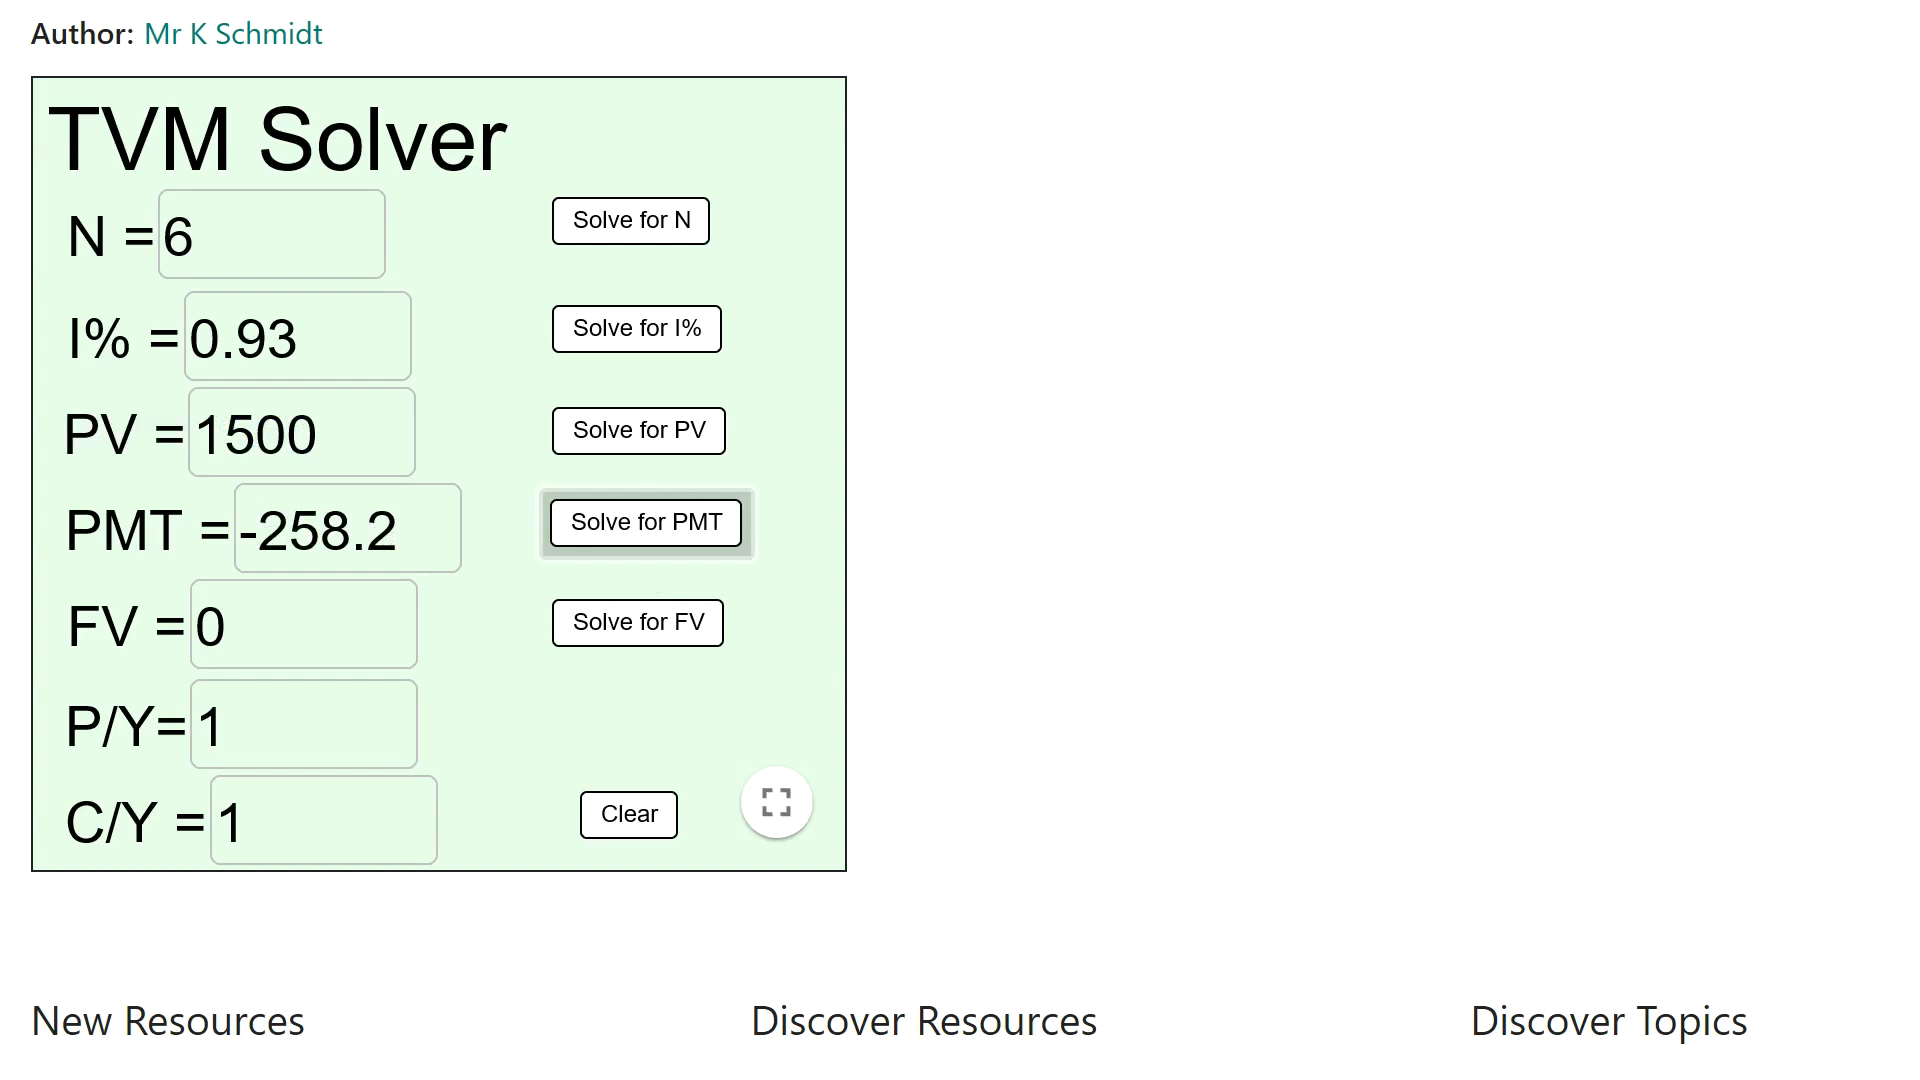 Author: Mr K Schmidt
TVM Solver
N = 6
Solve for N
I% = 0.93
Solve for I%
PV = 1500
Solve for PV
PMT = -258.2
Solve for PMT
FV = 0
Solve for FV
P/Y= 1
C/Y = 1
Clear
New Resources
Discover Resources
Discover Topics